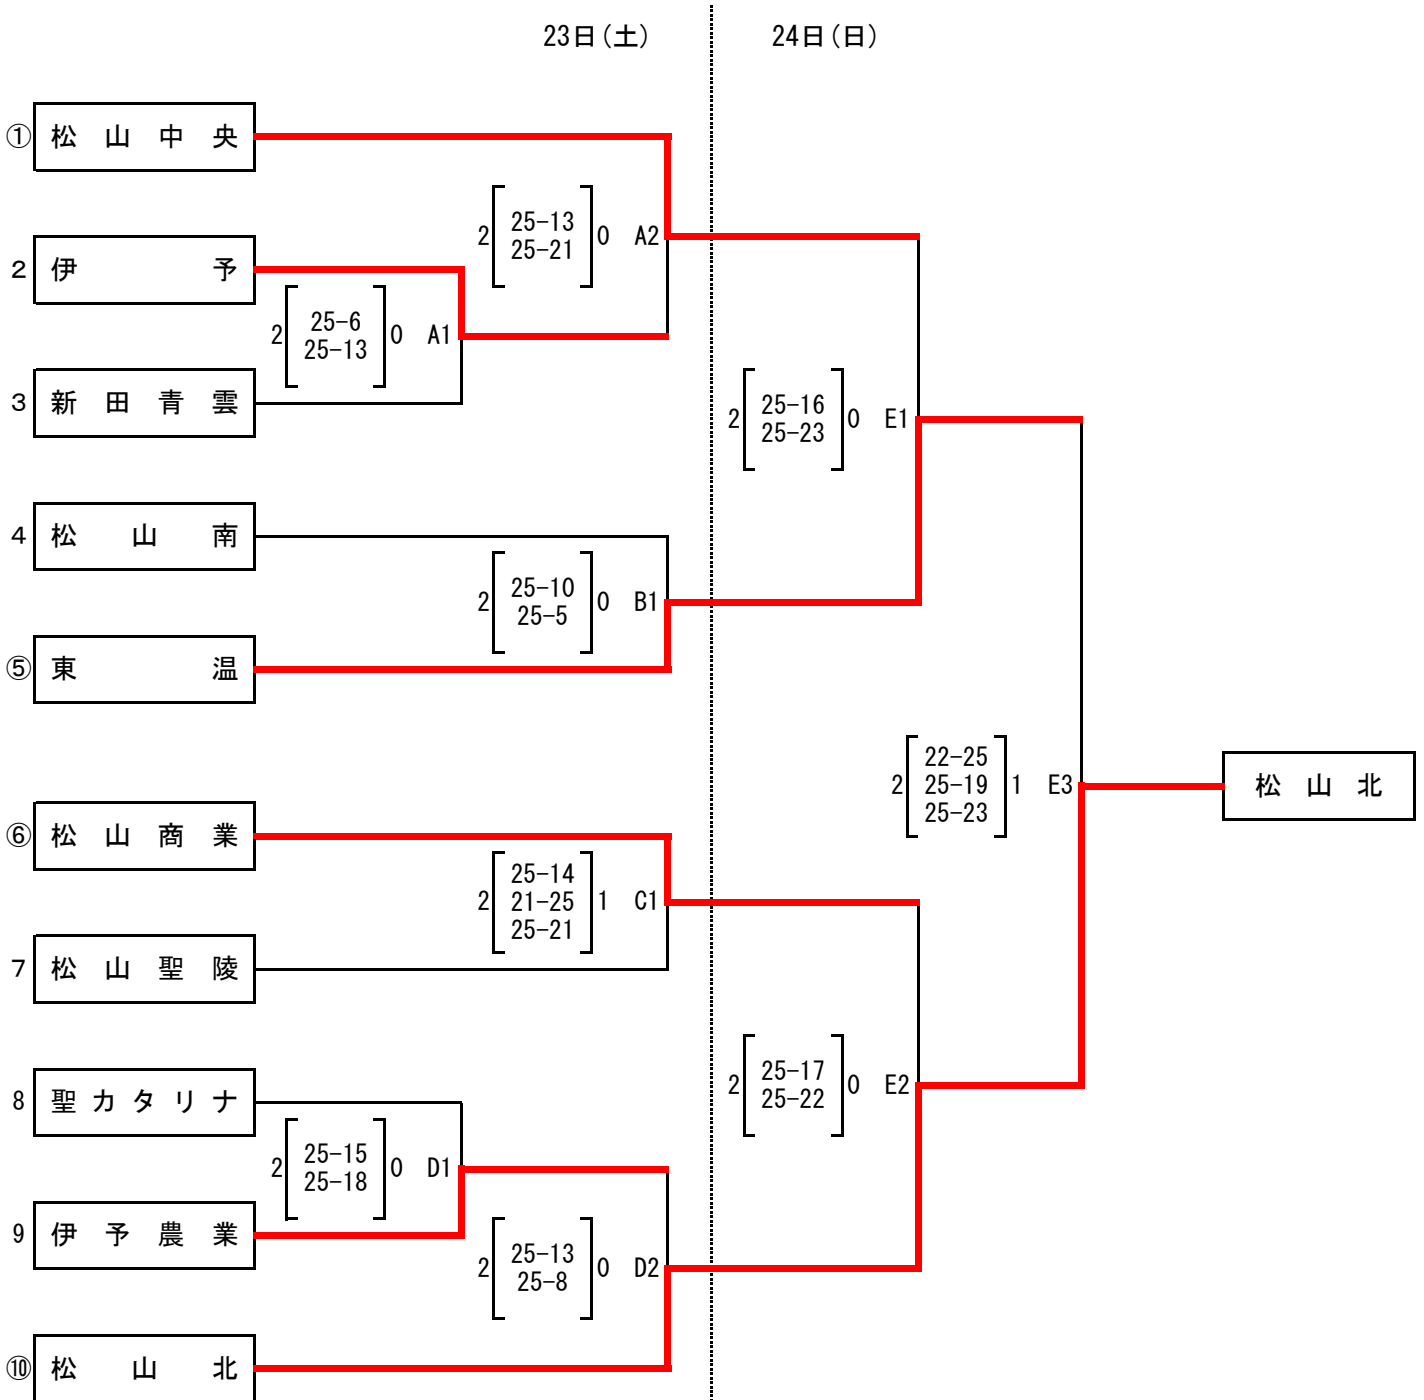 23日(土) 24日(日)
① 松山中央
2[25-13 25-21]0 A2
2 伊予
2[25-6 25-13]0 A1
3 新田青雲
2[25-16 25-23]0 E1
4 松山南
2[25-10 25-5]0 B1
⑤ 東温
2[22-25 25-19 25-23]1 E3
松山北
⑥ 松山商業
2[25-14 21-25 25-21]1 C1
7 松山聖陵
2[25-17 25-22]0 E2
8 聖カタリナ
2[25-15 25-18]0 D1
9 伊予農業
2[25-13 25-8]0 D2
⑩ 松山北